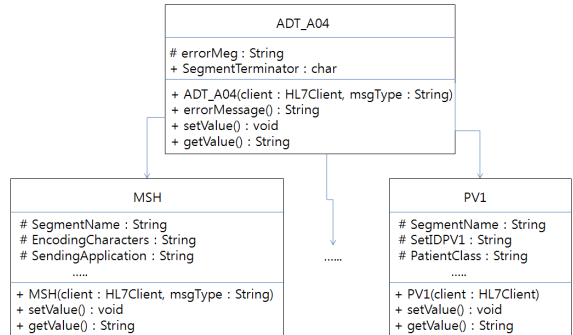 ADT_A04
# errorMeg : String
+ SegmentTerminator : char
+ ADT_A04(client : HL7Client, msgType : String)
+ errorMessage() : String
+ setValue() : void
+ getValue() : String
MSH
# SegmentName : String
# EncodingCharacters : String
# SendingApplication : String
.....
+ MSH(client : HL7Client, msgType : String)
+ setValue() : void
+ getValue() : String
......
PV1
# SegmentName : String
# SetIDPV1 : String
# PatientClass : String
.....
+ PV1(client : HL7Client)
+ setValue() : void
+ getValue() : String